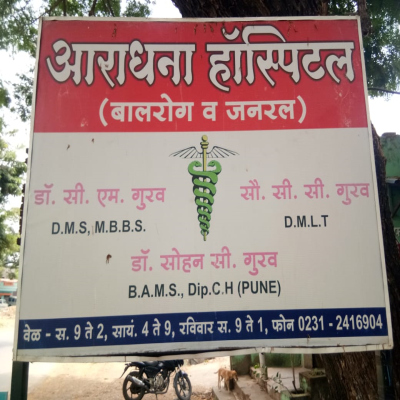 आराधना हॉस्पिटल
(बालरोग व जनरल)
डॉ. सी. एम. गुरव
D.M.S, M.B.B.S.
सौ. सी. सी. गुरव
D.M.L.T
डॉ. सोहन सी. गुरव
B.A.M.S., Dip.C.H (PUNE)
वेळ - स. 9 ते 2, सायं. 4 ते 9, रविवार स. 9 ते 1, फोन 0231 - 2416904